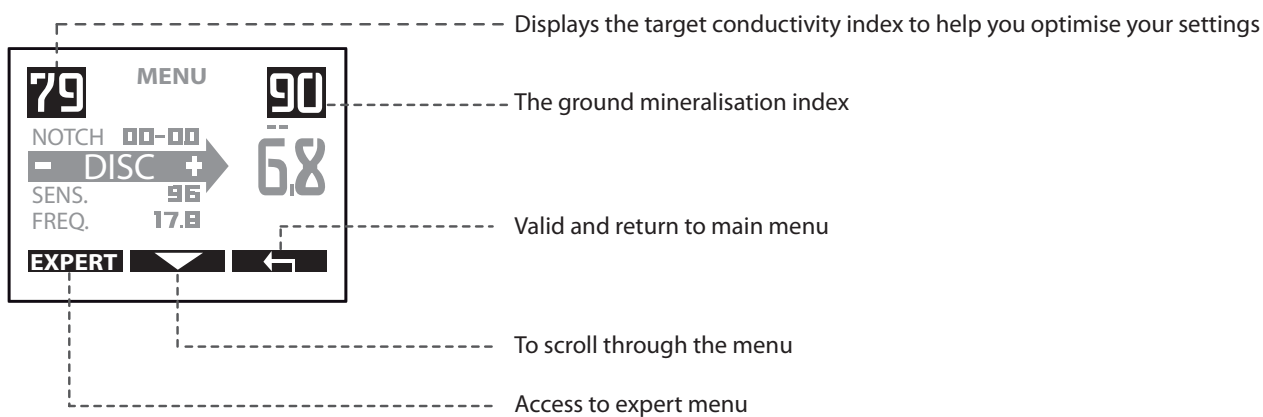 Displays the target conductivity index to help you optimise your settings
79 MENU 90
The ground mineralisation index
NOTCH 00-00
- DISC +
6,8
SENS. 96
FREQ. 17.8
Valid and return to main menu
EXPERT
To scroll through the menu
Access to expert menu